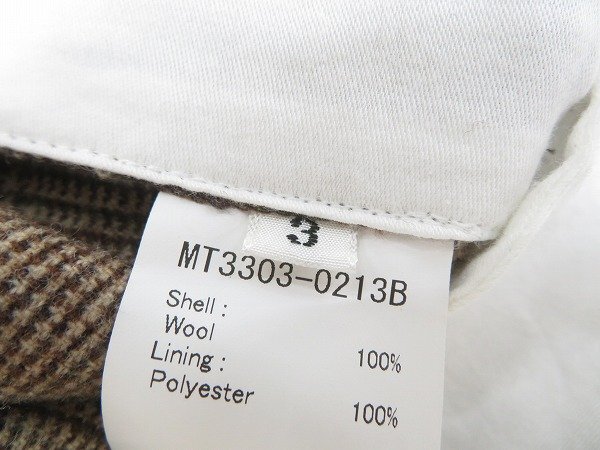 3
MT3303-0213B
Shell :
Wool 100%
Lining :
Polyester 100%